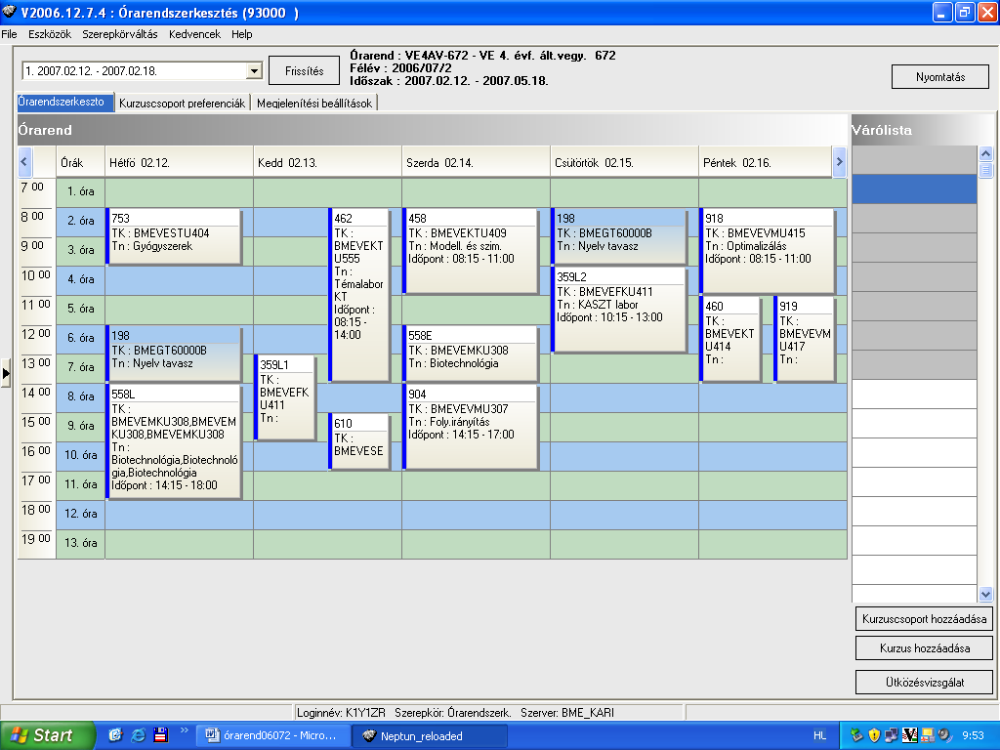 V2006.12.7.4 : Órarendszerkesztés (93000  )
File  Eszközök  Szerepkörváltás  Kedvencek  Help
1. 2007.02.12. - 2007.02.18.
Frissítés
Órarend : VE4AV-672 - VE 4. évf. ált.vegy.  672
Félév : 2006/07/2
Időszak : 2007.02.12. - 2007.05.18.
Nyomtatás
Órarendszerkeszto  Kurzuscsoport preferenciák  Megjelenítési beállítások
Órarend
Várólista
Órák  Hétfő  02.12.  Kedd  02.13.  Szerda  02.14.  Csütörtök  02.15.  Péntek  02.16.
7 00  1. óra
8 00  2. óra
9 00  3. óra
10 00  4. óra
11 00  5. óra
12 00  6. óra
13 00  7. óra
14 00  8. óra
15 00  9. óra
16 00  10. óra
17 00  11. óra
18 00  12. óra
19 00  13. óra
753
TK : BMEVESTU404
Tn : Gyógyszerek
198
TK : BMEGT60000B
Tn : Nyelv tavasz
558L
TK :
BMEVEMKU308,BMEVEM
KU308,BMEVEMKU308
Tn :
Biotechnológia,Biotechnoló
gia,Biotechnológia
Időpont : 14:15 - 18:00
462
TK :
BMEVEKT
U555
Tn :
Témalabor
KT
Időpont :
08:15 -
14:00
359L1
TK :
BMEVEFK
U411
Tn :
610
TK :
BMEVESE
458
TK : BMEVEKTU409
Tn : Modell. és szim.
Időpont : 08:15 - 11:00
558E
TK : BMEVEMKU308
Tn : Biotechnológia
904
TK : BMEVEVMU307
Tn : Foly.irányítás
Időpont : 14:15 - 17:00
198
TK : BMEGT60000B
Tn : Nyelv tavasz
359L2
TK : BMEVEFKU411
Tn : KASZT labor
Időpont : 10:15 - 13:00
918
TK : BMEVEVMU415
Tn : Optimalizálás
Időpont : 08:15 - 11:00
460
TK :
BMEVEKT
U414
Tn :
919
TK :
BMEVEVM
U417
Tn :
Kurzuscsoport hozzáadása
Kurzus hozzáadása
Ütközésvizsgálat
Loginnév: K1Y1ZR  Szerepkör: Órarendszerk.  Szerver: BME_KARI
Start  órarend06072 - Micro...  Neptun_reloaded  HL  9:53